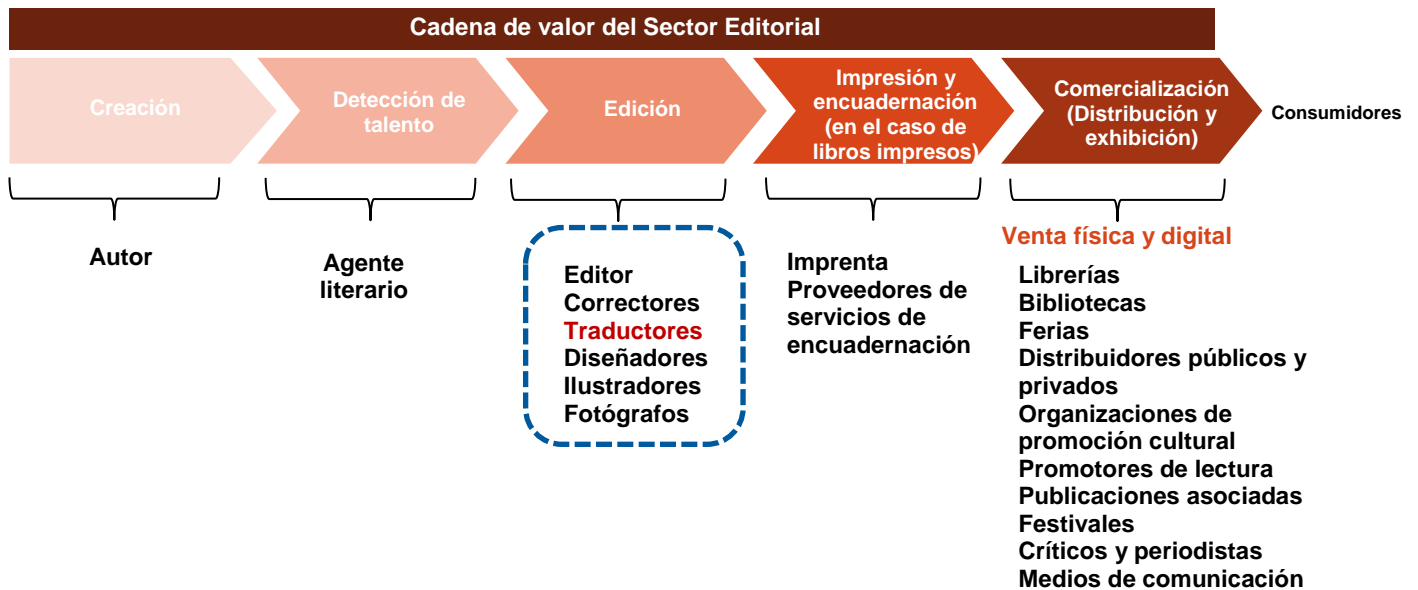 Cadena de valor del Sector Editorial
Creación
Detección de
talento
Edición
Impresión y
encuadernación
(en el caso de
libros impresos)
Comercialización
(Distribución y
exhibición)
Consumidores
Autor
Agente
literario
Editor
Correctores
Traductores
Diseñadores
Ilustradores
Fotógrafos
Imprenta
Proveedores de
servicios de
encuadernación
Venta física y digital
Librerías
Bibliotecas
Ferias
Distribuidores públicos y
privados
Organizaciones de
promoción cultural
Promotores de lectura
Publicaciones asociadas
Festivales
Críticos y periodistas
Medios de comunicación